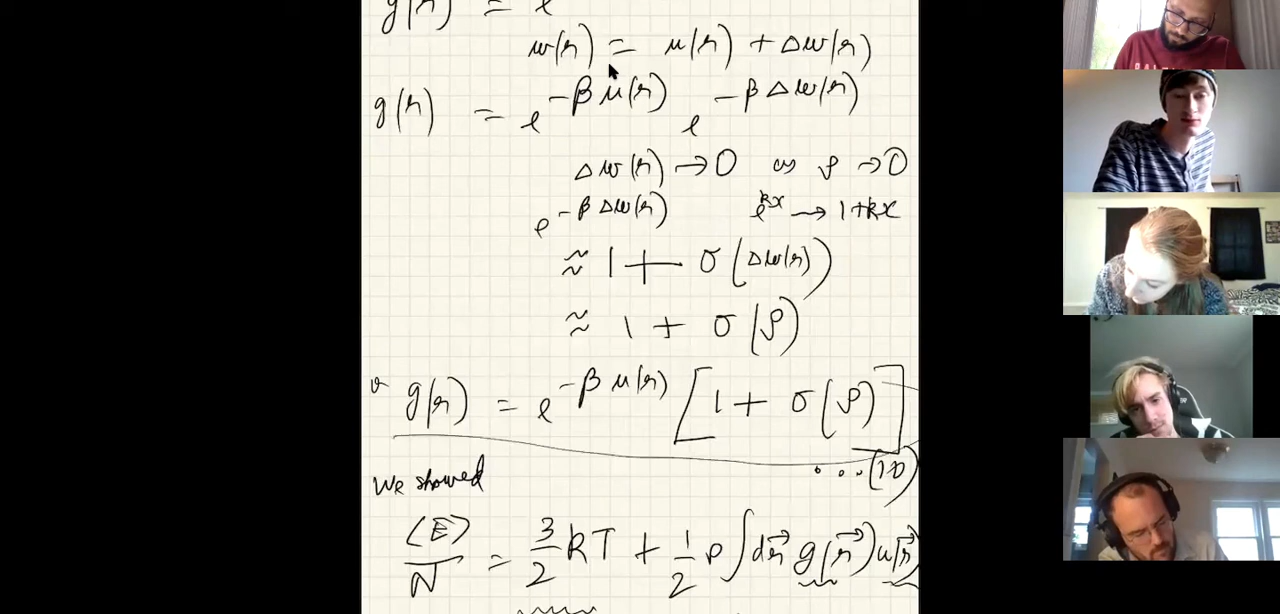 g(r) = e
w(r) = u(r) + Δw(r)
g(r) = e^{-βu(r)} e^{-βΔw(r)}
Δw(r) → 0 as ρ → 0
e^{-βΔw(r)} e^{kx} → 1+kx
≈ 1 + O(Δw(r))
≈ 1 + O(ρ)
g(r) = e^{-βu(r)} [1 + O(ρ)]
We showed ...(10)
⟨E⟩/N = 3/2 kT + 1/2 ρ ∫dr⃗ g(r⃗) u(r⃗)